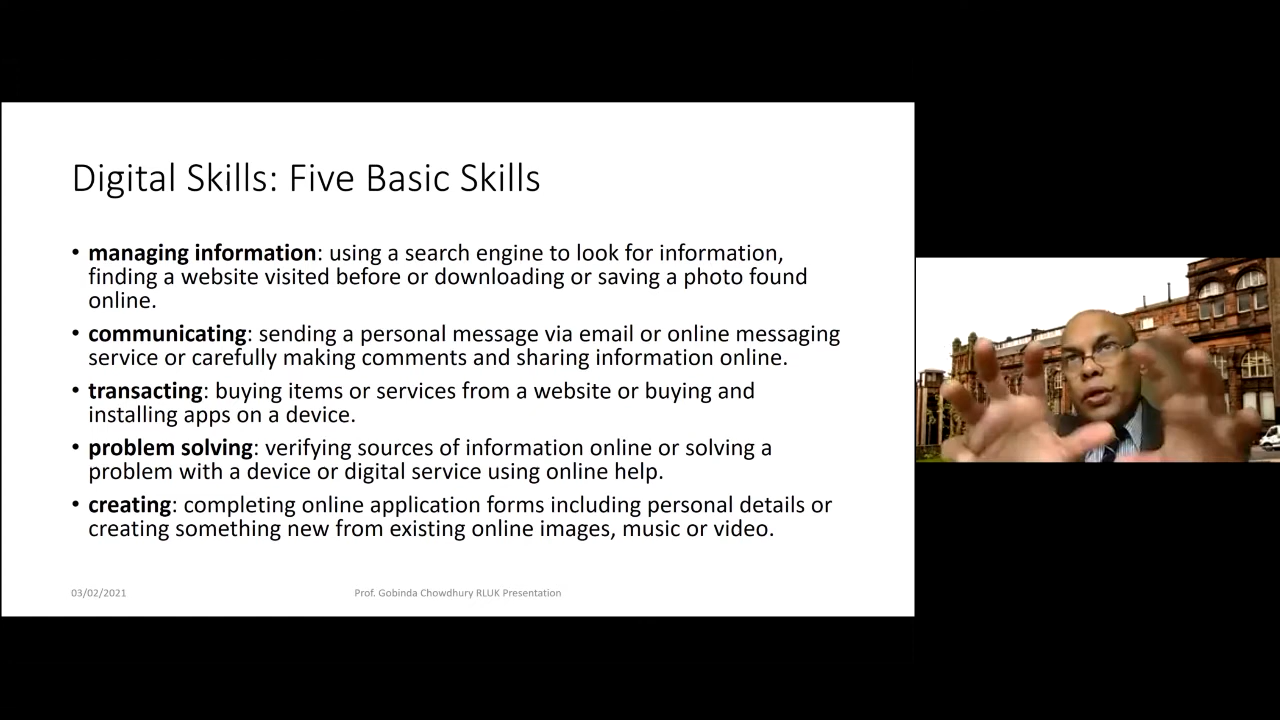 Digital Skills: Five Basic Skills
• managing information: using a search engine to look for information,
finding a website visited before or downloading or saving a photo found
online.
• communicating: sending a personal message via email or online messaging
service or carefully making comments and sharing information online.
• transacting: buying items or services from a website or buying and
installing apps on a device.
• problem solving: verifying sources of information online or solving a
problem with a device or digital service using online help.
• creating: completing online application forms including personal details or
creating something new from existing online images, music or video.
03/02/2021 Prof. Gobinda Chowdhury RLUK Presentation